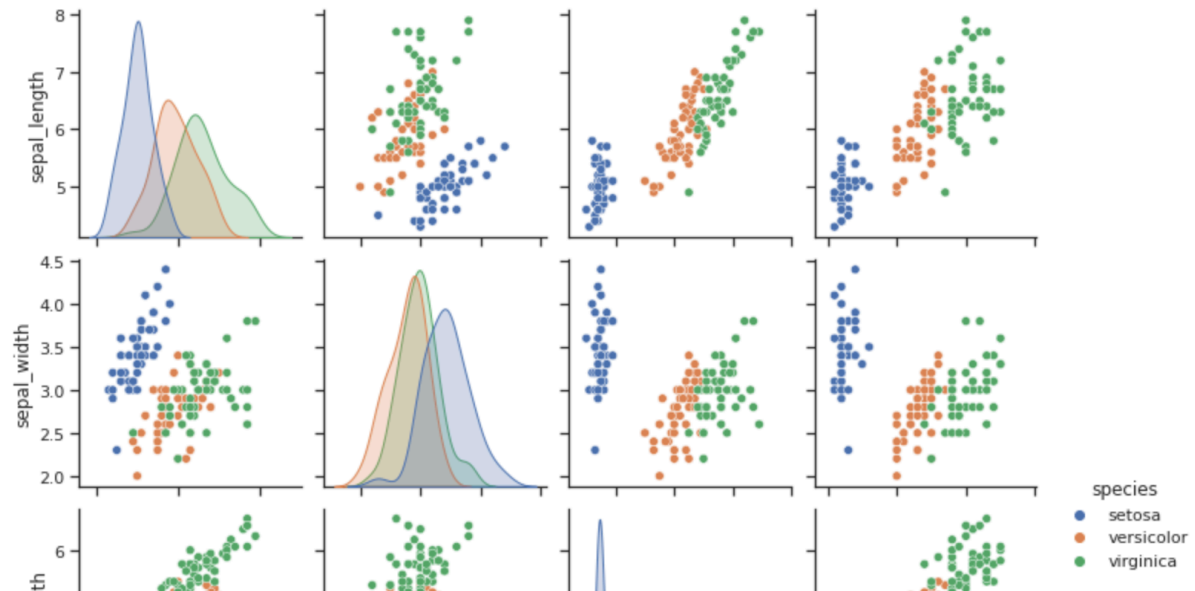 8
7
6
5
sepal_length
4.5
4.0
3.5
3.0
2.5
2.0
sepal_width
6
th
species
setosa
versicolor
virginica